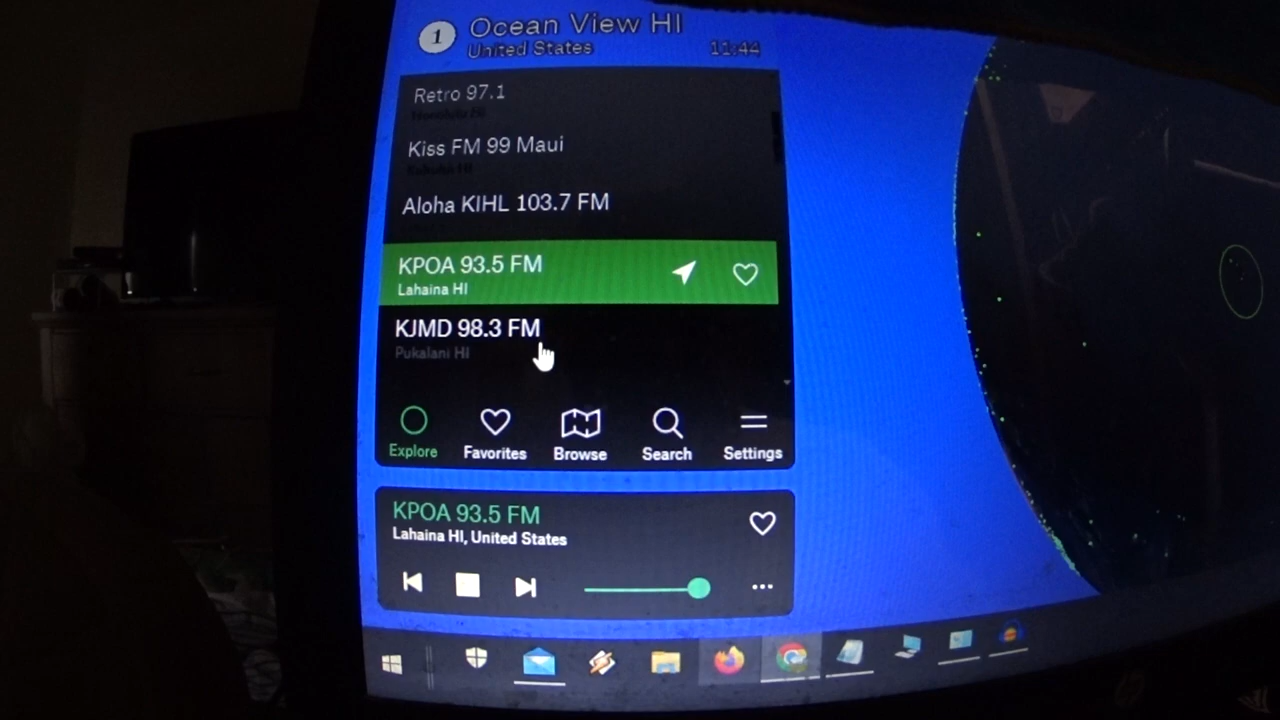 1
Ocean View HI
United States
11:44
Retro 97.1
Honolulu HI
Kiss FM 99 Maui
Aloha KIHL 103.7 FM
KPOA 93.5 FM
Lahaina HI
KJMD 98.3 FM
Pukalani HI
Explore
Favorites
Browse
Search
Settings
KPOA 93.5 FM
Lahaina HI, United States